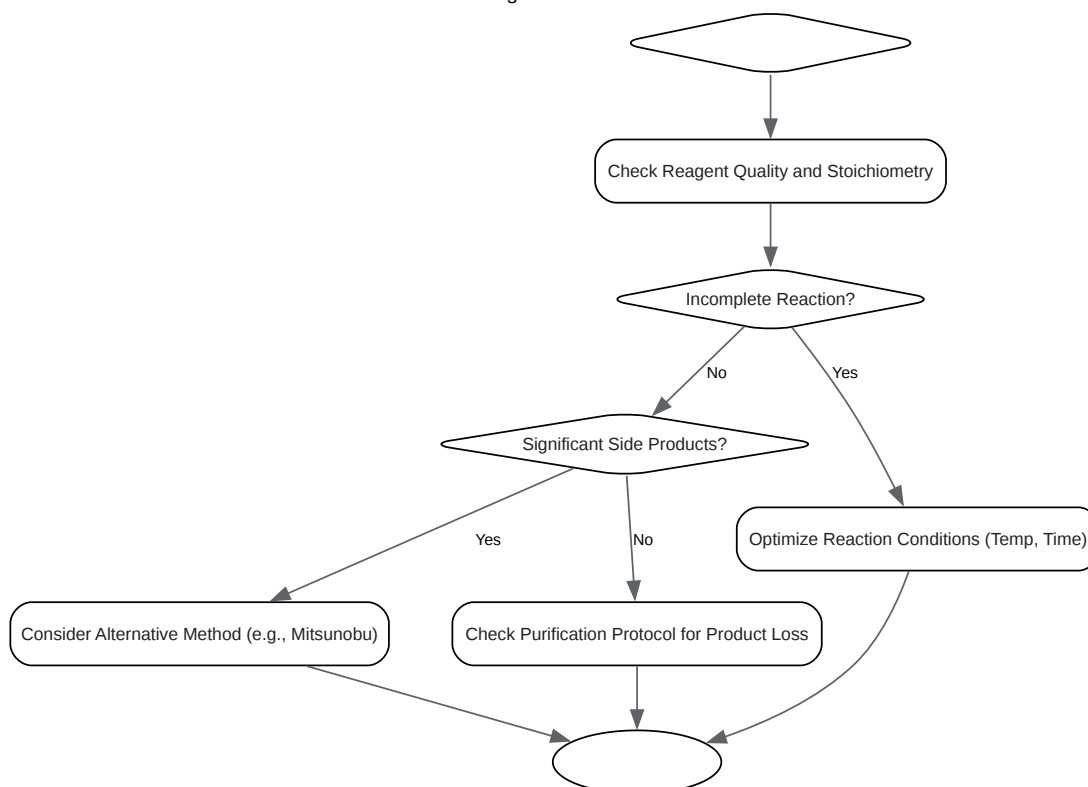 Check Reagent Quality and Stoichiometry
Incomplete Reaction?
No
Yes
Significant Side Products?
Yes
No
Optimize Reaction Conditions (Temp, Time)
Consider Alternative Method (e.g., Mitsunobu)
Check Purification Protocol for Product Loss